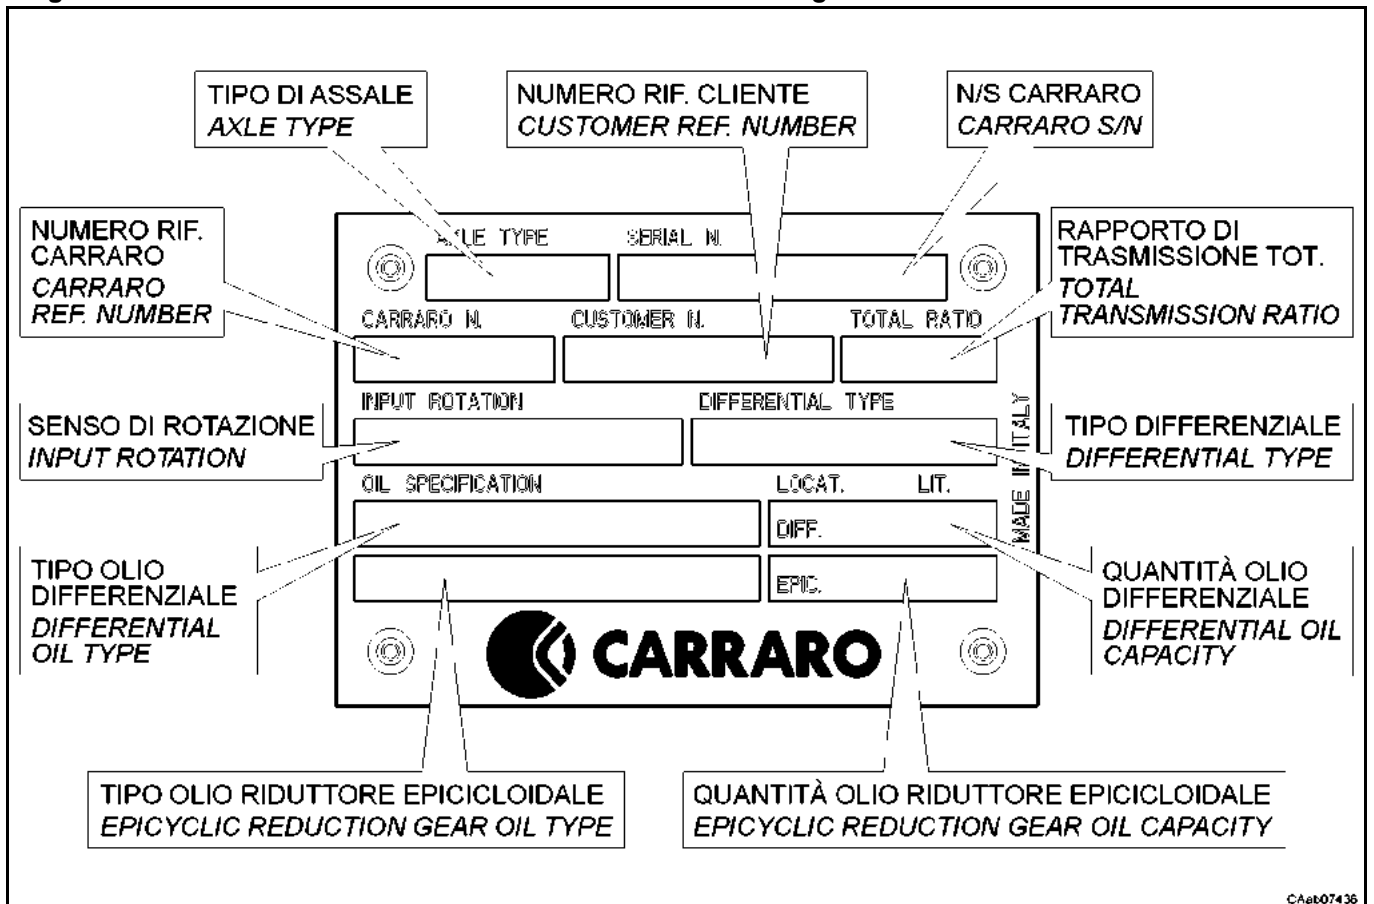 TIPO DI ASSALE
AXLE TYPE
NUMERO RIF. CLIENTE
CUSTOMER REF. NUMBER
N/S CARRARO
CARRARO S/N
NUMERO RIF.
CARRARO
CARRARO
REF. NUMBER
RAPPORTO DI
TRASMISSIONE TOT.
TOTAL
TRANSMISSION RATIO
AXLE TYPE
SERIAL N.
CARRARO N.
CUSTOMER N.
TOTAL RATIO
INPUT ROTATION
DIFFERENTIAL TYPE
SENSO DI ROTAZIONE
INPUT ROTATION
TIPO DIFFERENZIALE
DIFFERENTIAL TYPE
OIL SPECIFICATION
LOCAT.
LIT.
MADE IN ITALY
DIFF.
EPIC.
TIPO OLIO
DIFFERENZIALE
DIFFERENTIAL
OIL TYPE
QUANTITÀ OLIO
DIFFERENZIALE
DIFFERENTIAL OIL
CAPACITY
CARRARO
TIPO OLIO RIDUTTORE EPICICLOIDALE
EPICYCLIC REDUCTION GEAR OIL TYPE
QUANTITÀ OLIO RIDUTTORE EPICICLOIDALE
EPICYCLIC REDUCTION GEAR OIL CAPACITY
CAab07436